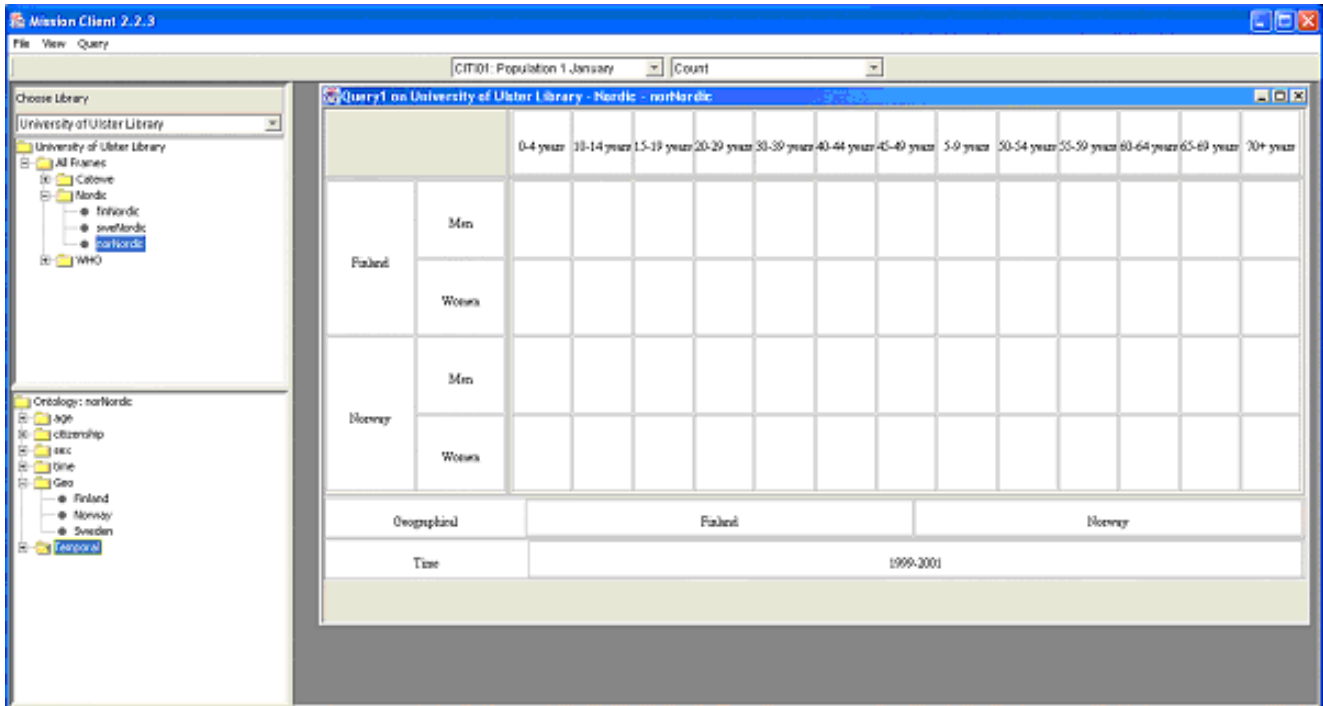 Mission Client 2.2.3
File View Query
CITI01: Population 1 January Count
Choose Library
University of Ulster Library
University of Ulster Library
All Frames
Catewe
Nordic
finNordic
sweNordic
norNordic
WHO
Ontology: norNordic
age
citizenship
sex
time
Geo
Finland
Norway
Sweden
Temporal
Query1 on University of Ulster Library - Nordic - norNordic
0-4 years 10-14 years 15-19 years 20-29 years 30-39 years 40-44 years 45-49 years 5-9 years 50-54 years 55-59 years 60-64 years 65-69 years 70+ years
Finland
Men
Women
Norway
Men
Women
Geographical Finland Norway
Time 1999-2001